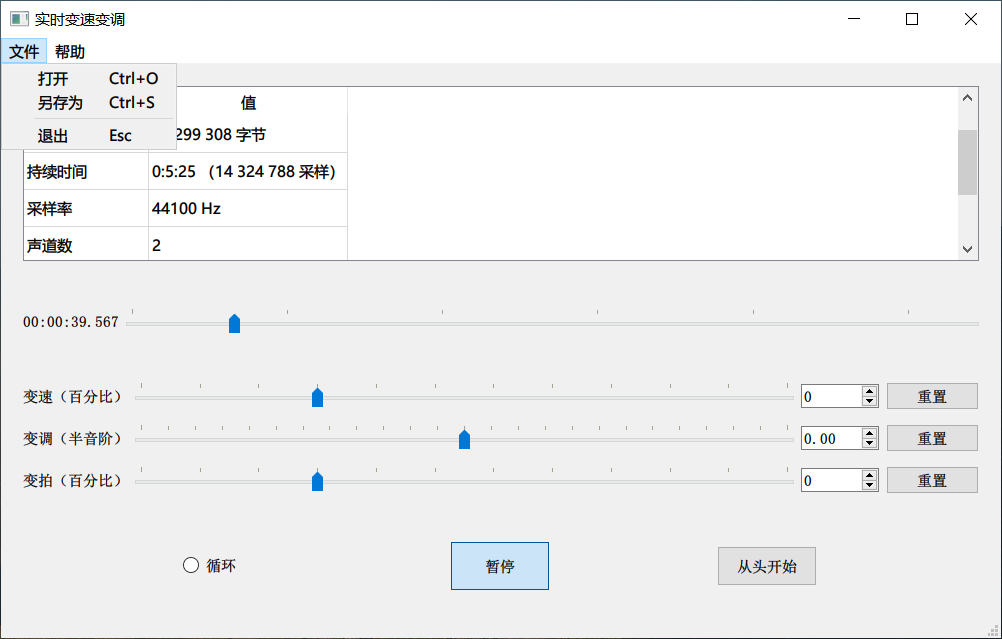 实时变速变调
文件 帮助
打开 Ctrl+O
另存为 Ctrl+S
退出 Esc
值
299 308 字节
持续时间 0:5:25 （14 324 788 采样）
采样率 44100 Hz
声道数 2
00:00:39.567
变速（百分比） 0 重置
变调（半音阶） 0.00 重置
变拍（百分比） 0 重置
循环 暂停 从头开始